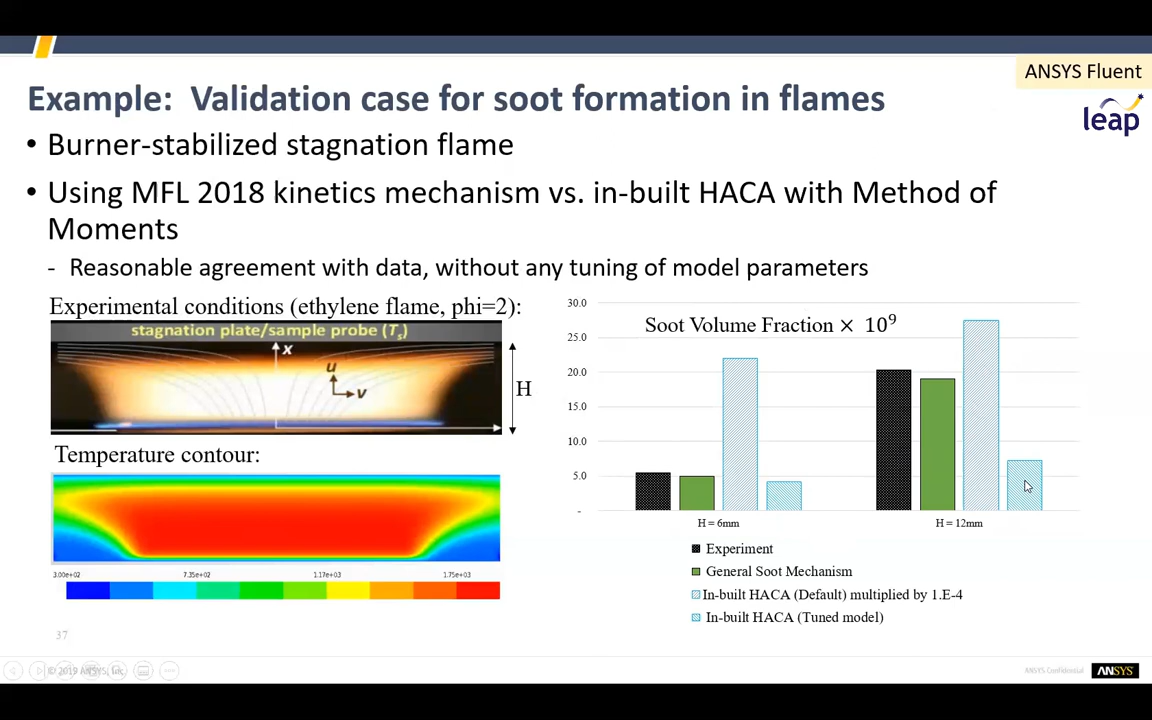 ANSYS Fluent
leap
Example: Validation case for soot formation in flames
• Burner-stabilized stagnation flame
• Using MFL 2018 kinetics mechanism vs. in-built HACA with Method of
Moments
- Reasonable agreement with data, without any tuning of model parameters
Experimental conditions (ethylene flame, phi=2):
stagnation plate/sample probe (Ts)
x
u
v
H
Temperature contour:
3.00e+02 7.35e+02 1.17e+03 1.75e+03
Soot Volume Fraction × 10⁹
30.0
25.0
20.0
15.0
10.0
5.0
-
H = 6mm H = 12mm
Experiment
General Soot Mechanism
In-built HACA (Default) multiplied by 1.E-4
In-built HACA (Tuned model)
37
© 2019 ANSYS, Inc.
ANSYS Confidential
ANSYS